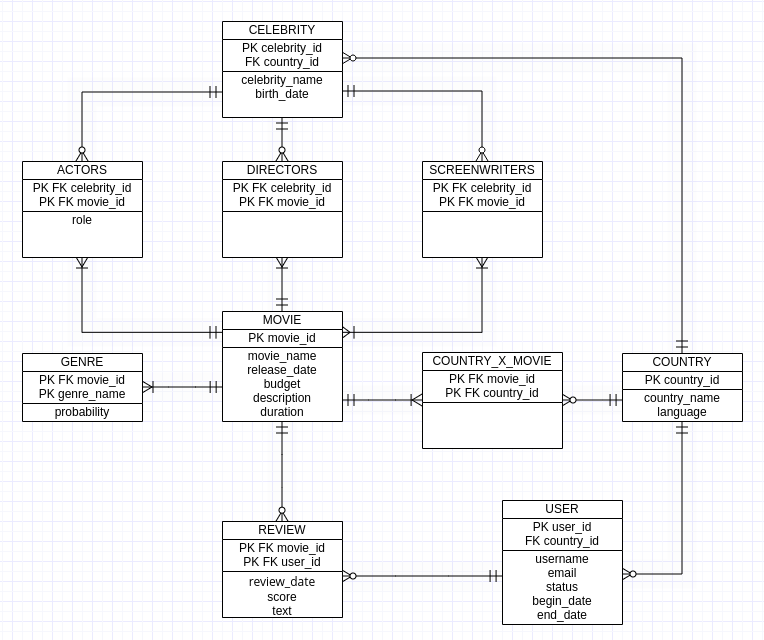 CELEBRITY
PK celebrity_id
FK country_id
celebrity_name
birth_date
ACTORS
PK FK celebrity_id
PK FK movie_id
role
DIRECTORS
PK FK celebrity_id
PK FK movie_id
SCREENWRITERS
PK FK celebrity_id
PK FK movie_id
MOVIE
PK movie_id
movie_name
release_date
budget
description
duration
GENRE
PK FK movie_id
PK genre_name
probability
COUNTRY_X_MOVIE
PK FK movie_id
PK FK country_id
COUNTRY
PK country_id
country_name
language
REVIEW
PK FK movie_id
PK FK user_id
review_date
score
text
USER
PK user_id
FK country_id
username
email
status
begin_date
end_date